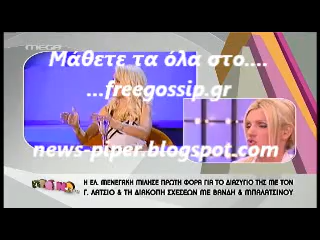 MEGA
Μάθετε τα όλα στο....
...freegossip.gr
news-piper.blogspot.com
Η ΕΛ. ΜΕΝΕΓΑΚΗ ΜΙΛΗΣΕ ΠΡΩΤΗ ΦΟΡΑ ΓΙΑ ΤΟ ΔΙΑΖΥΓΙΟ ΤΗΣ ΜΕ ΤΟΝ
Γ. ΛΑΤΣΙΟ & ΤΗ ΔΙΑΚΟΠΗ ΣΧΕΣΕΩΝ ΜΕ ΒΑΝΔΗ & ΜΠΑΛΑΤΣΙΝΟΥ